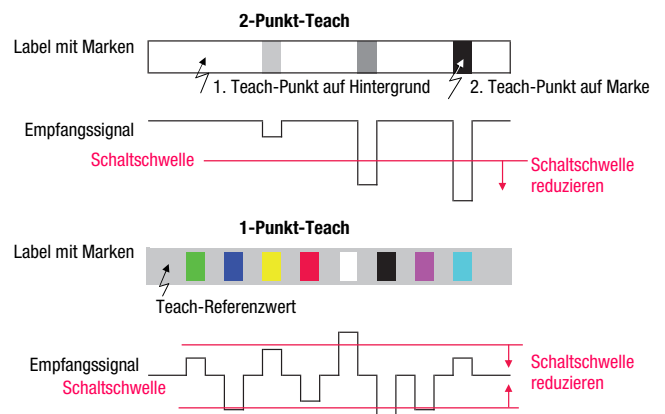 2-Punkt-Teach
Label mit Marken
1. Teach-Punkt auf Hintergrund
2. Teach-Punkt auf Marke
Empfangssignal
Schaltschwelle
Schaltschwelle
reduzieren
1-Punkt-Teach
Label mit Marken
Teach-Referenzwert
Empfangssignal
Schaltschwelle
Schaltschwelle
reduzieren